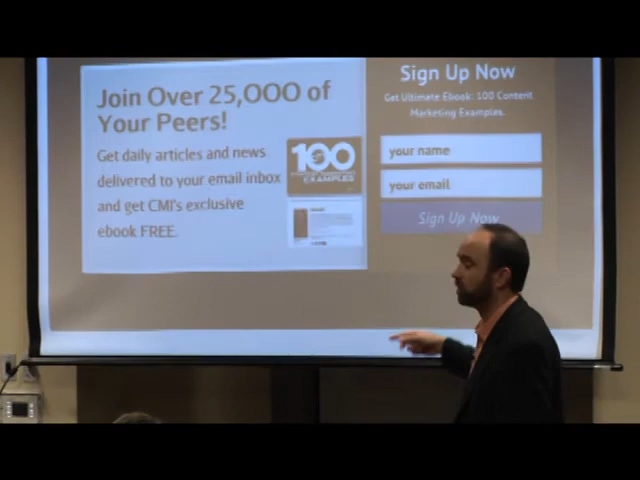 Join Over 25,000 of
Your Peers!
Get daily articles and news
delivered to your email inbox
and get CMI's exclusive
ebook FREE.
100
EXAMPLES
Sign Up Now
Get Ultimate Ebook: 100 Content
Marketing Examples.
your name
your email
Sign Up Now